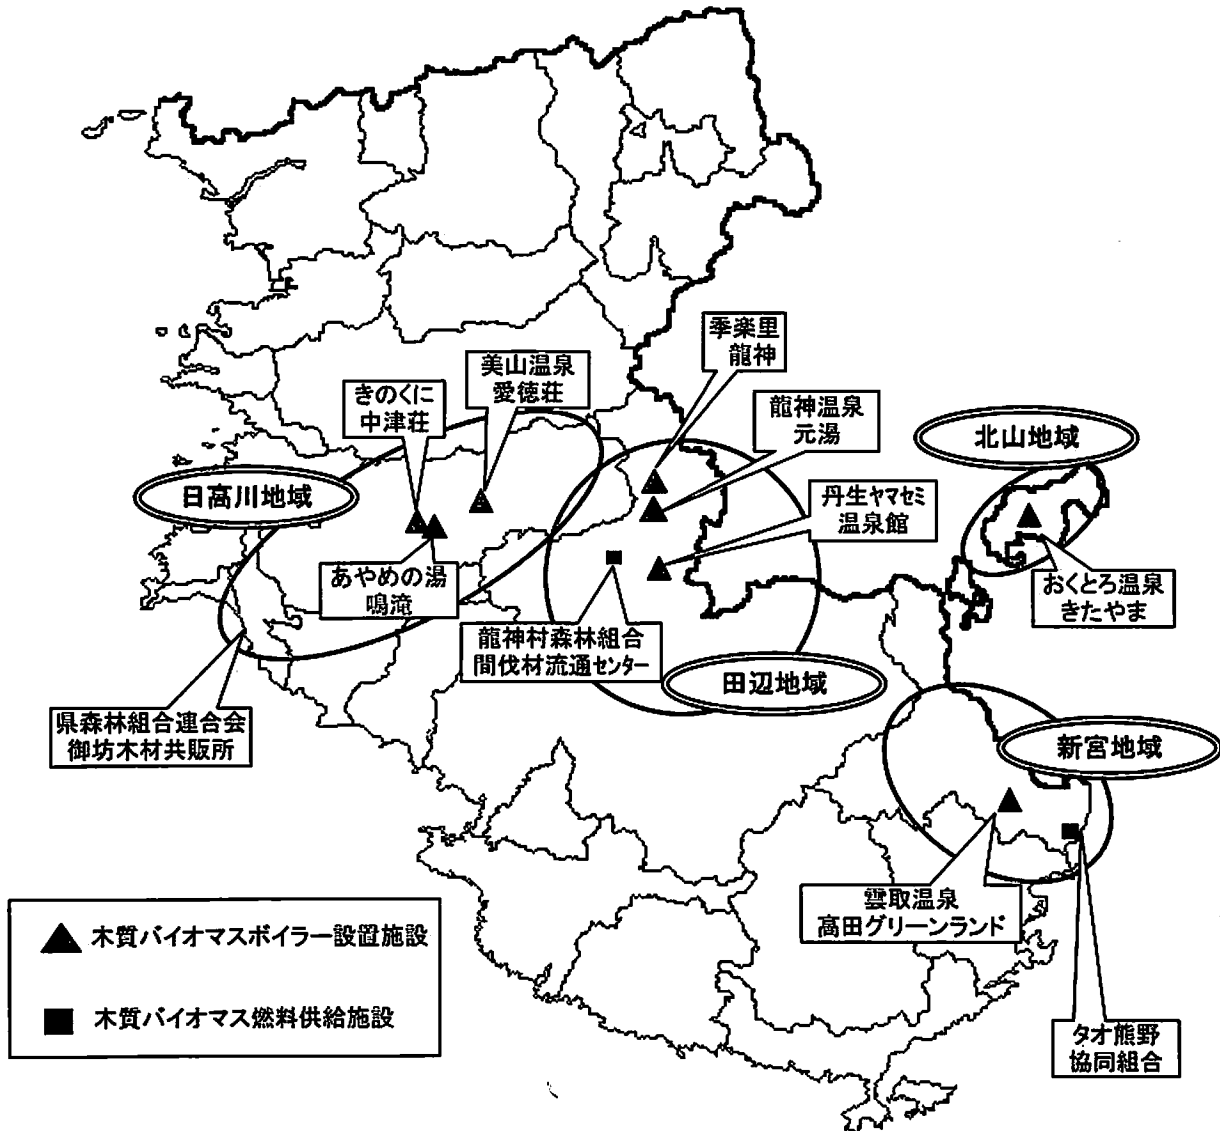 季楽里
龍神
美山温泉
愛徳荘
きのくに
中津荘
龍神温泉
元湯
北山地域
日高川地域
丹生ヤマセミ
温泉館
あやめの湯
鳴滝
おくとろ温泉
きたやま
龍神村森林組合
間伐材流通センター
田辺地域
県森林組合連合会
御坊木材共販所
新宮地域
雲取温泉
高田グリーンランド
木質バイオマスボイラー設置施設
木質バイオマス燃料供給施設
タオ熊野
協同組合